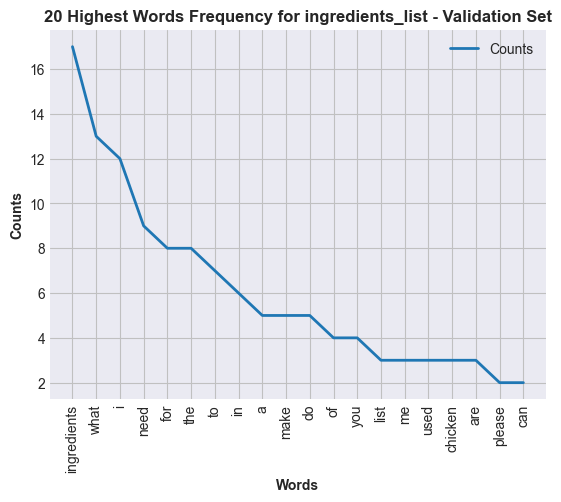 20 Highest Words Frequency for ingredients_list - Validation Set
Counts
Counts
16
14
12
10
8
6
4
2
ingredients
what
i
need
for
the
to
in
a
make
do
of
you
list
me
used
chicken
are
please
can
Words